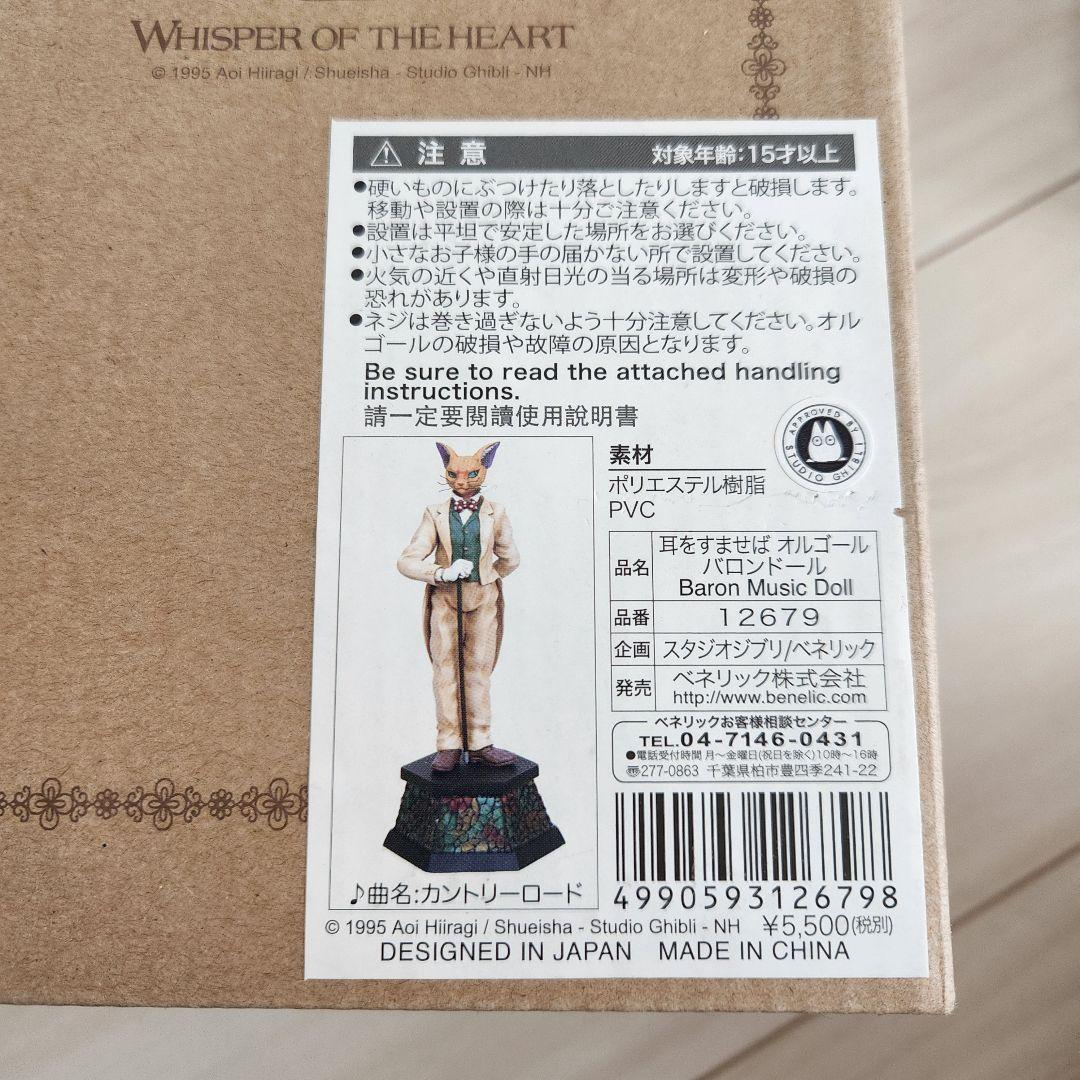 WHISPER OF THE HEART
© 1995 Aoi Hiiragi / Shueisha - Studio Ghibli - NH
注 意
対象年齢:15才以上
●硬いものにぶつけたり落としたりしますと破損します。
移動や設置の際は十分ご注意ください。
●設置は平坦で安定した場所をお選びください。
●小さなお子様の手の届かない所で設置してください。
●火気の近くや直射日光の当る場所は変形や破損の
恐れがあります。
●ネジは巻き過ぎないよう十分注意してください。オル
ゴールの破損や故障の原因となります。
Be sure to read the attached handling
instructions.
請一定要閲讀使用說明書
APPROVED BY STUDIO GHIBLI
素材
ポリエステル樹脂
PVC
品名
耳をすませば オルゴール
バロンドール
Baron Music Doll
品番 12679
企画 スタジオジブリ/ベネリック
発売 ベネリック株式会社
http://www.benelic.com
ベネリックお客様相談センター
TEL.04-7146-0431
●電話受付時間 月~金曜日(祝日を除く)10時~16時
〠277-0863 千葉県柏市豊四季241-22
♪曲名:カントリーロード
4990593126798
© 1995 Aoi Hiiragi / Shueisha - Studio Ghibli - NH ¥5,500(税別)
DESIGNED IN JAPAN MADE IN CHINA